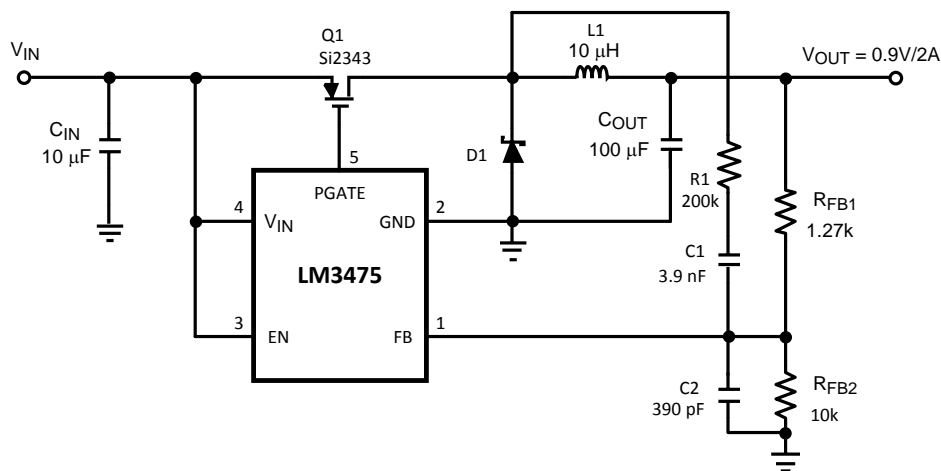 VIN
CIN
10 μF
Q1
Si2343
L1
10 μH
VOUT = 0.9V/2A
COUT
100 μF
D1
R1
200k
RFB1
1.27k
5
PGATE
4
VIN
GND
2
LM3475
3
EN
FB
1
C1
3.9 nF
C2
390 pF
RFB2
10k